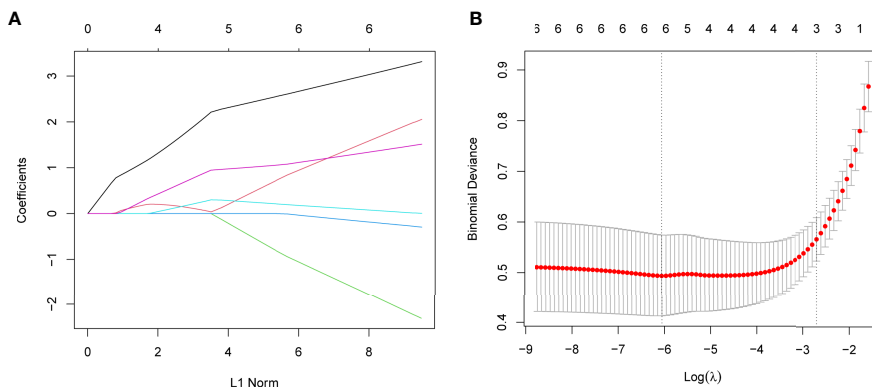 A
0 4 5 6 6
Coefficients
3
2
1
0
−1
−2
0 2 4 6 8
L1 Norm
B
6 6 6 6 6 6 6 5 4 4 4 4 3 3 1
Binomial Deviance
0.9
0.8
0.7
0.6
0.5
0.4
−9 −8 −7 −6 −5 −4 −3 −2
Log(λ)